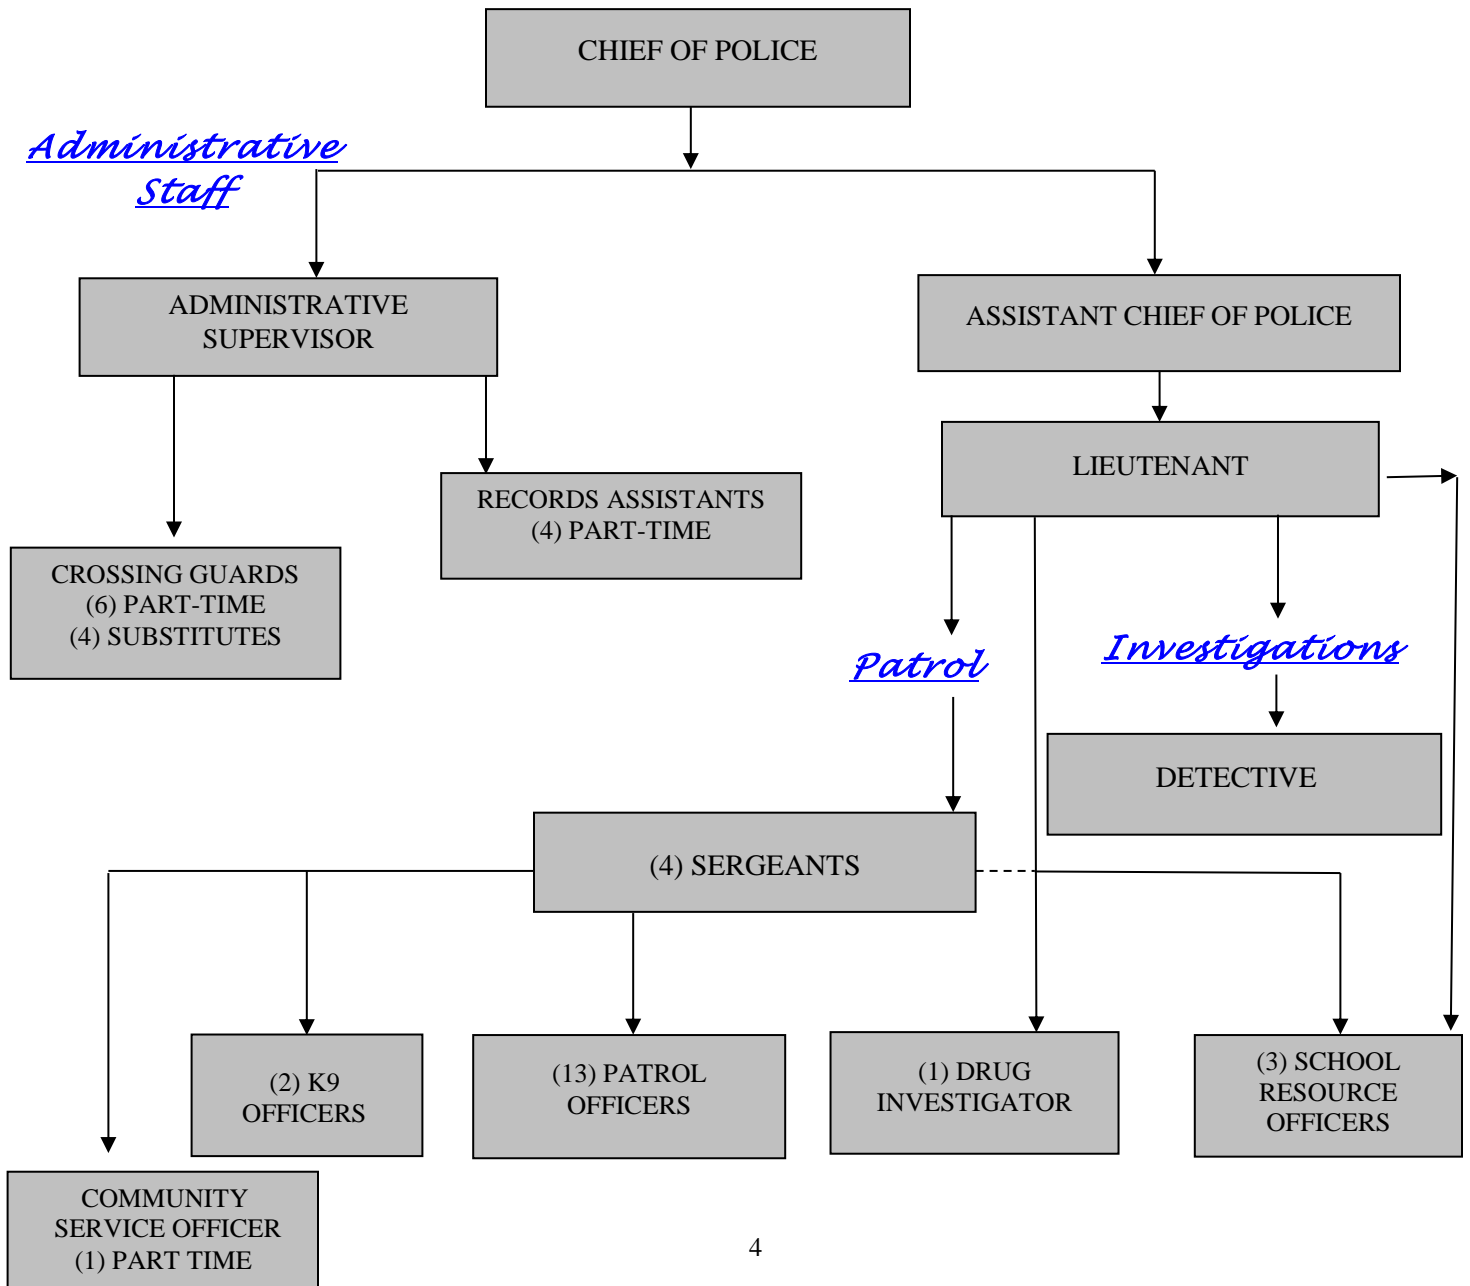 CHIEF OF POLICE
Administrative
Staff
ADMINISTRATIVE
SUPERVISOR
ASSISTANT CHIEF OF POLICE
LIEUTENANT
RECORDS ASSISTANTS
(4) PART-TIME
CROSSING GUARDS
(6) PART-TIME
(4) SUBSTITUTES
Patrol
Investigations
DETECTIVE
(4) SERGEANTS
(2) K9
OFFICERS
(13) PATROL
OFFICERS
(1) DRUG
INVESTIGATOR
(3) SCHOOL
RESOURCE
OFFICERS
COMMUNITY
SERVICE OFFICER
(1) PART TIME
4